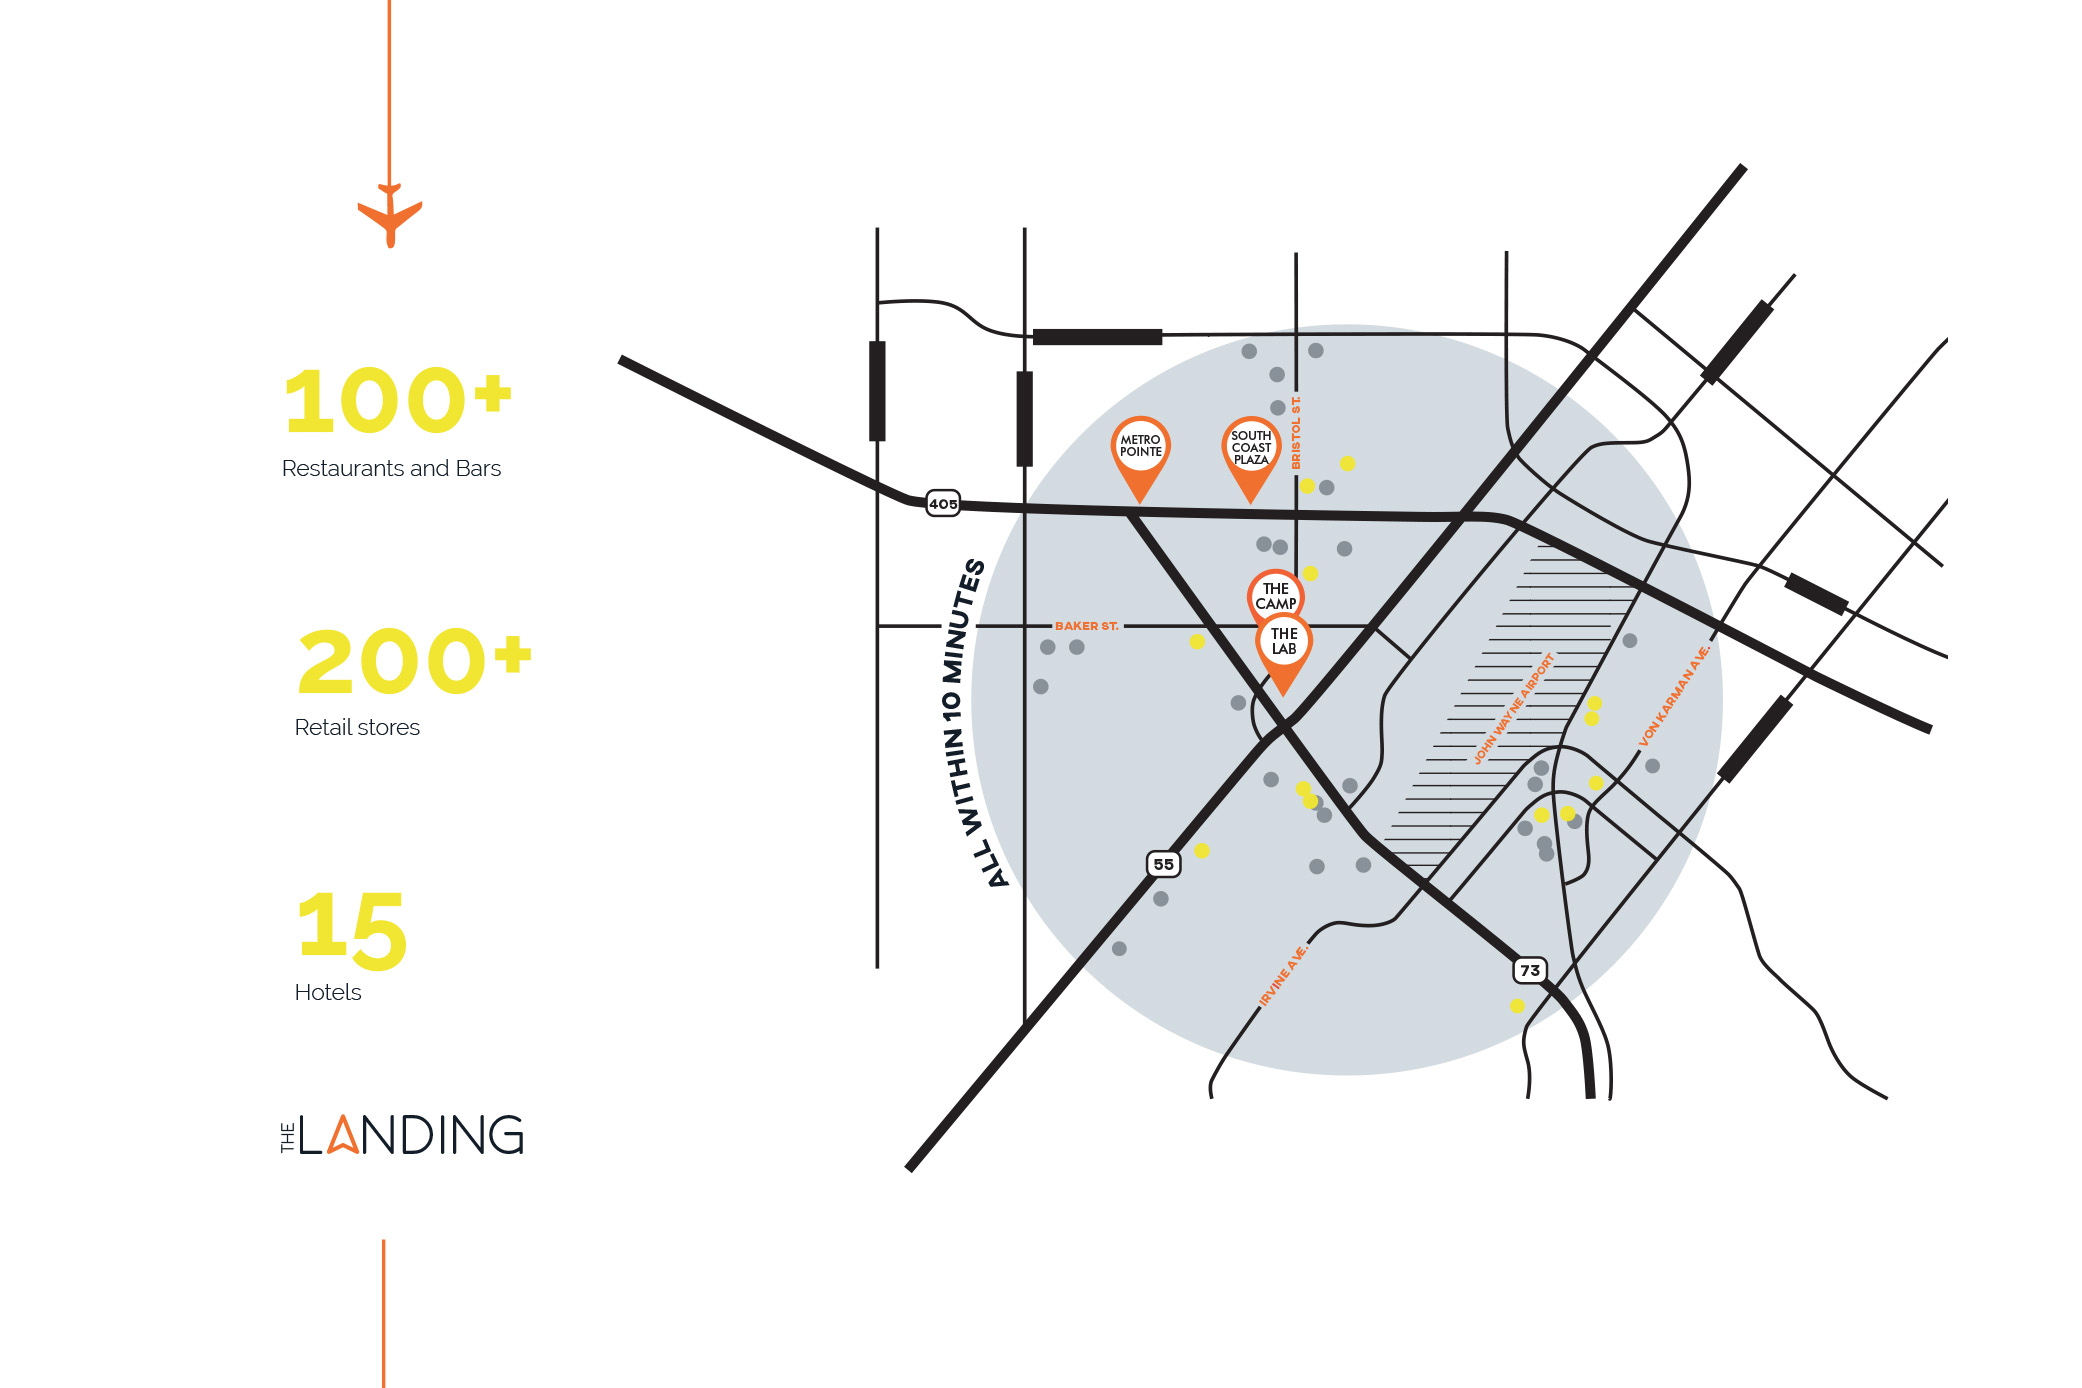 100+
Restaurants and Bars
200+
Retail stores
15
Hotels
THE LANDING
METRO
POINTE
SOUTH
COAST
PLAZA
BRISTOL ST.
405
ALL WITHIN 10 MINUTES
BAKER ST.
THE
CAMP
THE
LAB
JOHN WAYNE AIRPORT
VON KARMAN AVE.
55
IRVINE AVE.
73